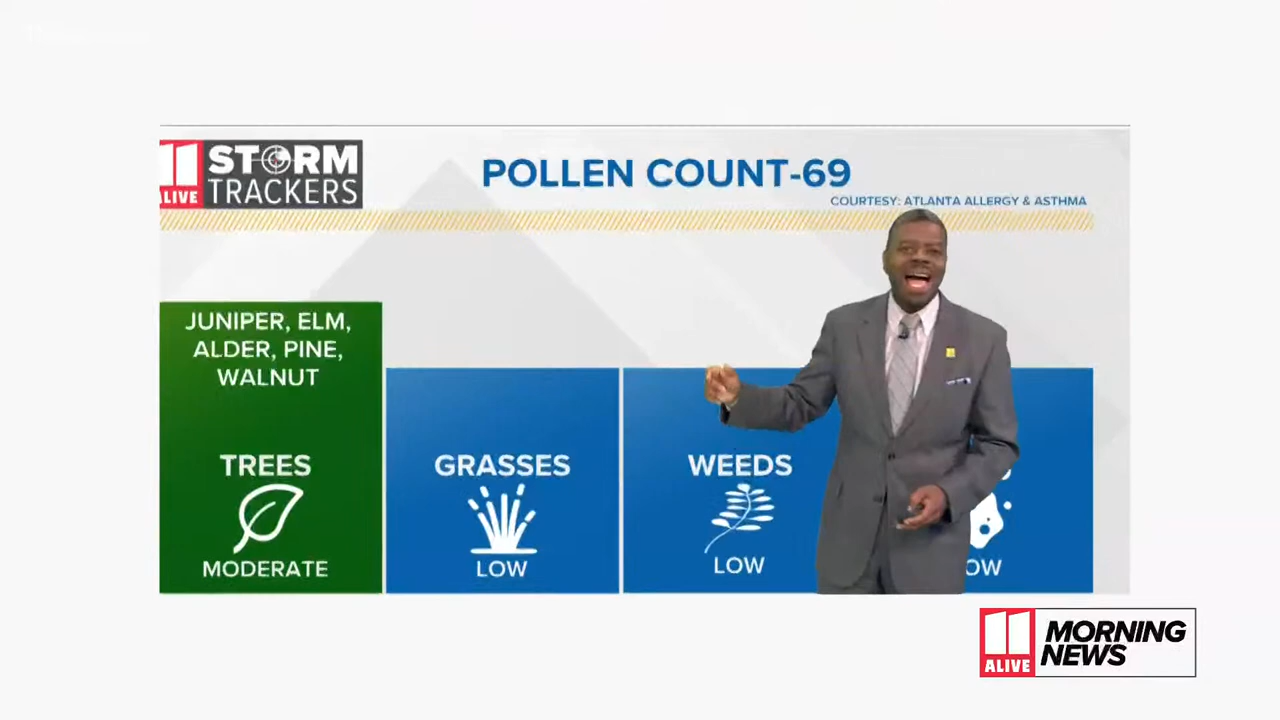 11 ALIVE
STORM
TRACKERS
POLLEN COUNT-69
COURTESY: ATLANTA ALLERGY & ASTHMA
JUNIPER, ELM,
ALDER, PINE,
WALNUT
TREES
MODERATE
GRASSES
LOW
WEEDS
LOW
OW
11 ALIVE
MORNING
NEWS